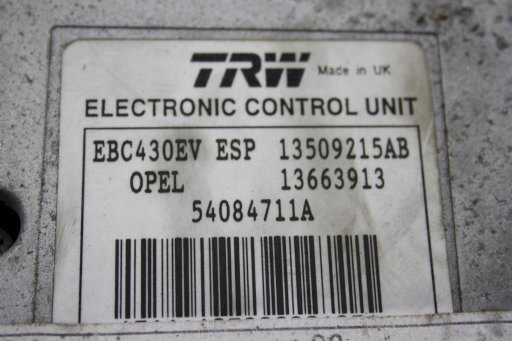 TRW Made in UK
ELECTRONIC CONTROL UNIT
EBC430EV ESP 13509215AB
OPEL 13663913
54084711A